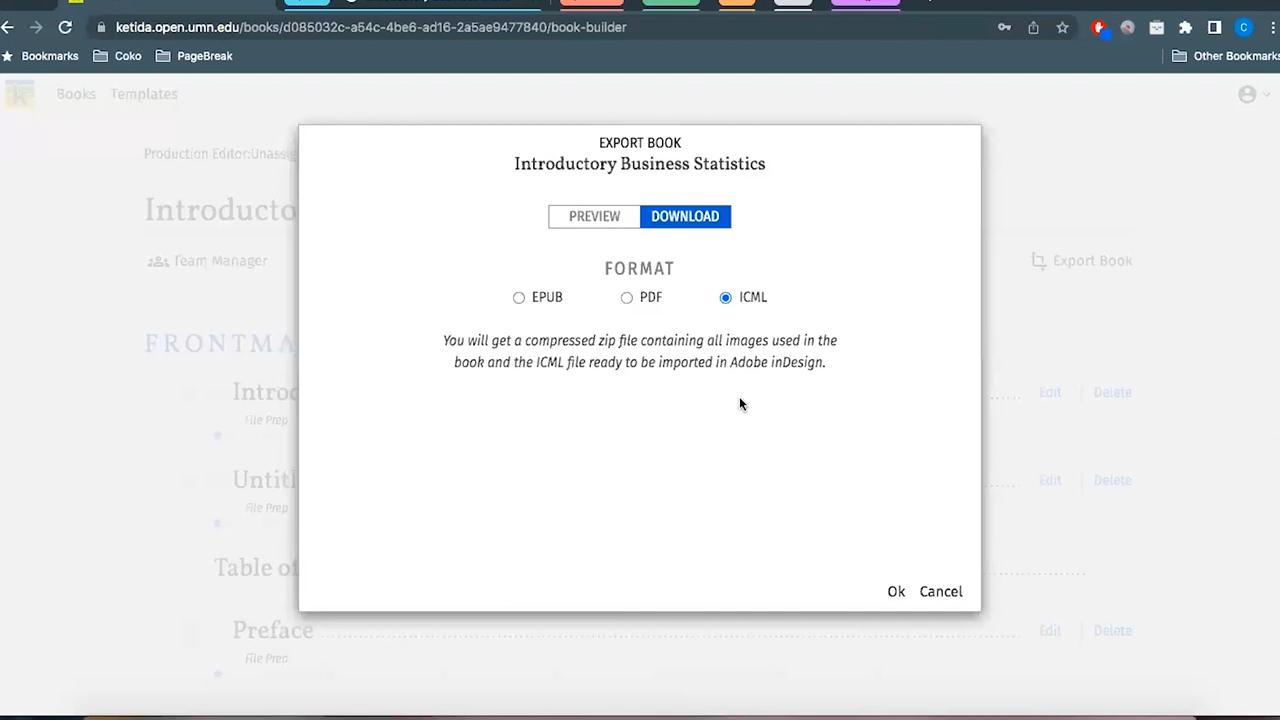 ketida.open.umn.edu/books/d085032c-a54c-4be6-ad16-2a5ae9477840/book-builder
C
Bookmarks Coko PageBreak Other Bookmarks
k Books Templates
Production Editor:Unassig
Introducto
Team Manager Export Book
EXPORT BOOK
Introductory Business Statistics
PREVIEW DOWNLOAD
FORMAT
EPUB PDF ICML
You will get a compressed zip file containing all images used in the
book and the ICML file ready to be imported in Adobe inDesign.
Ok Cancel
FRONTMA
Introd Edit Delete
File Prep
Untitl Edit Delete
File Prep
Table of
Preface Edit Delete
File Prep